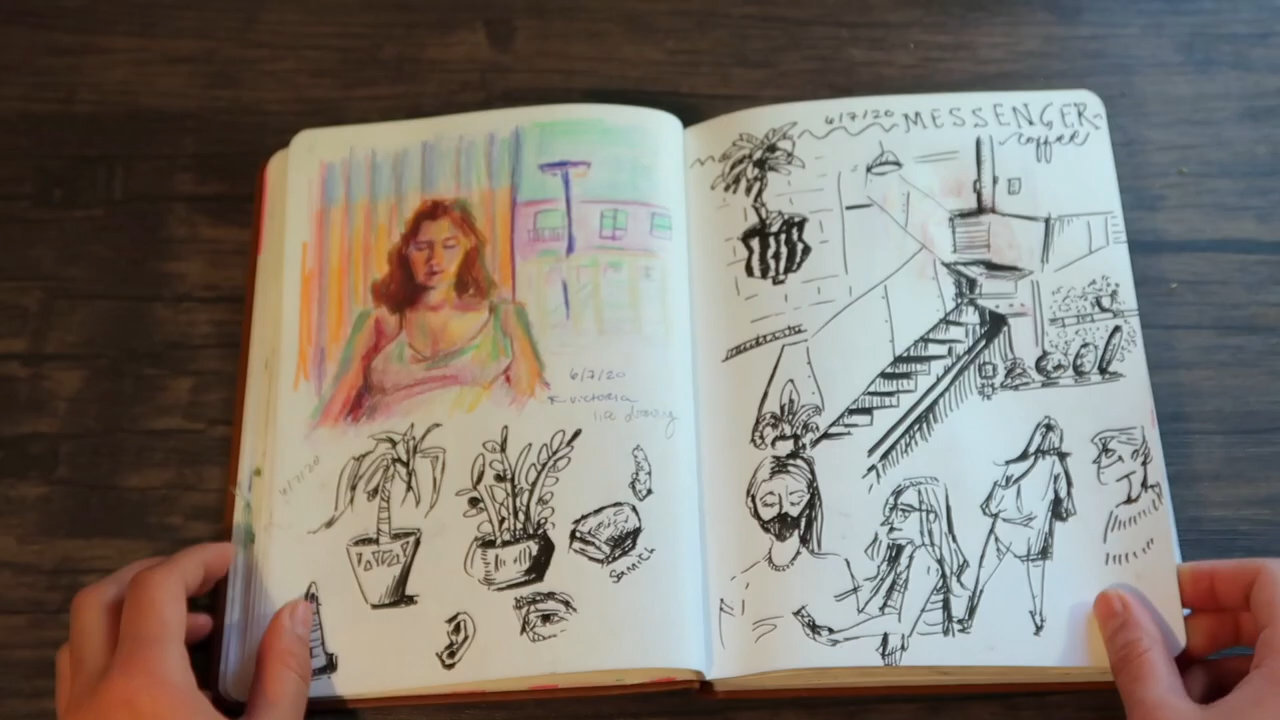 6/7/20
VICTORIA
life drawing
6/7/20
Samich
6/7/20 MESSENGER
coffee